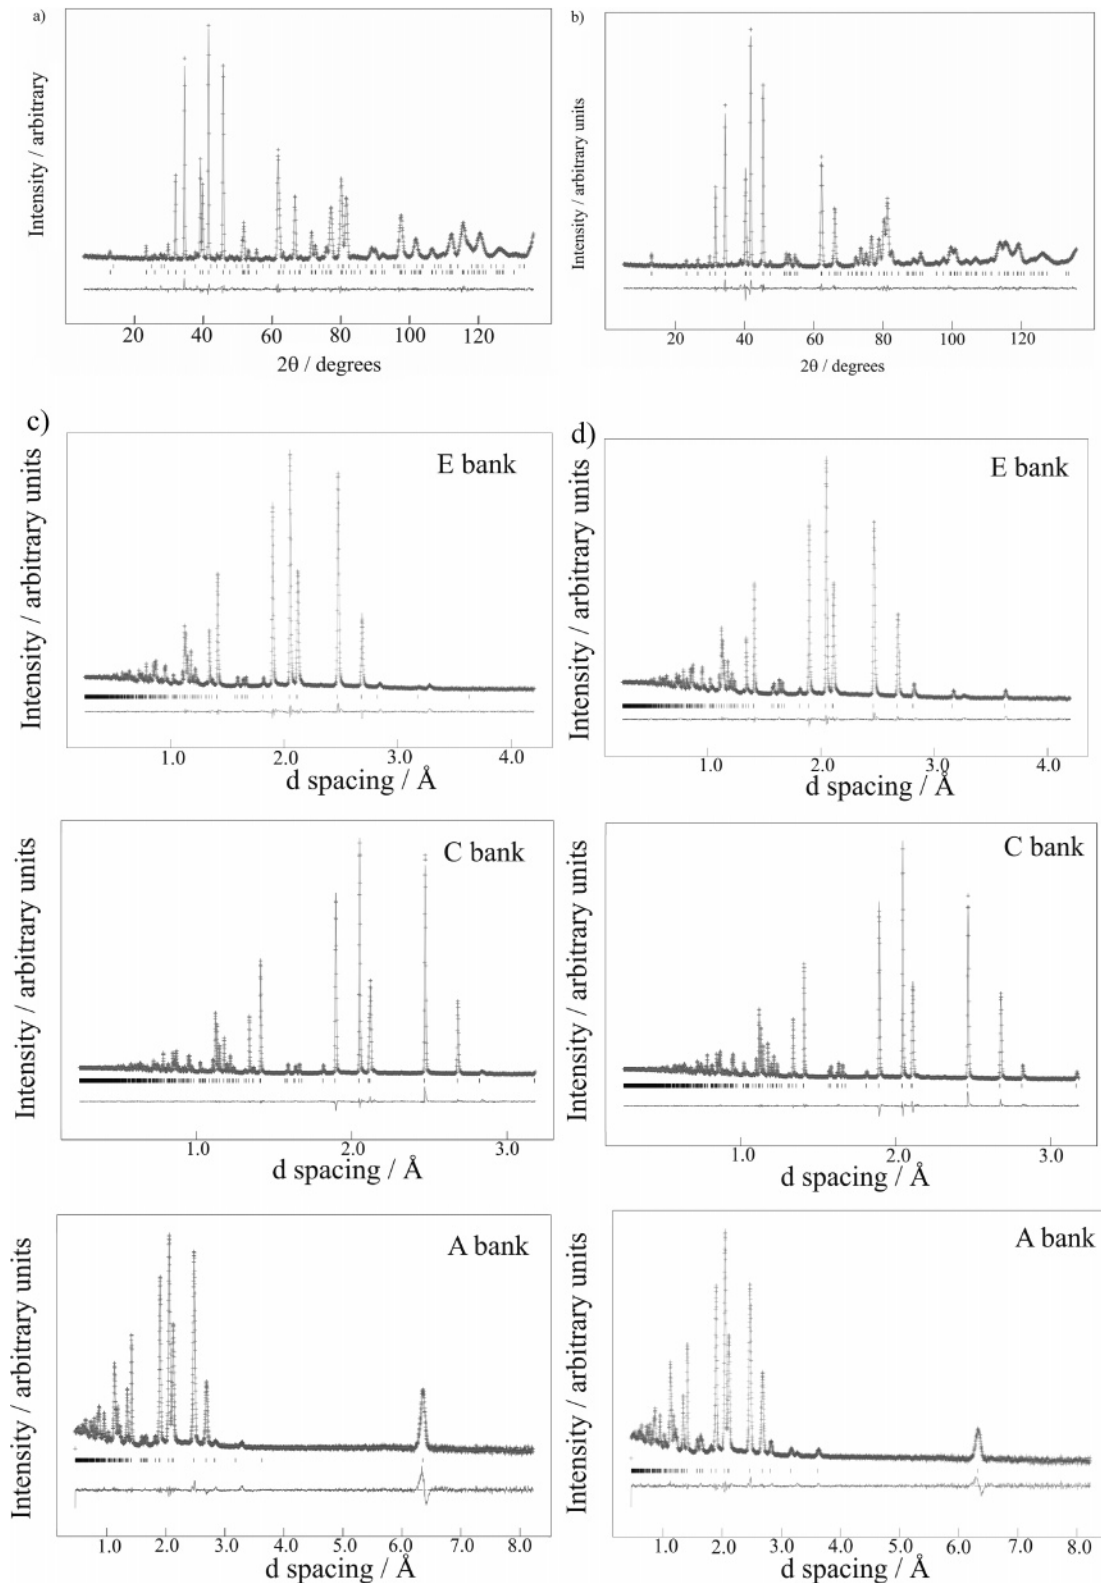 a)
Intensity / arbitrary
20 40 60 80 100 120
2θ / degrees
b)
Intensity / arbitrary units
20 40 60 80 100 120
2θ / degrees
c)
E bank
Intensity / arbitrary units
1.0 2.0 3.0 4.0
d spacing / Å
d)
E bank
Intensity / arbitrary units
1.0 2.0 3.0 4.0
d spacing / Å
C bank
Intensity / arbitrary units
1.0 2.0 3.0
d spacing / Å
C bank
Intensity / arbitrary units
1.0 2.0 3.0
d spacing / Å
A bank
Intensity / arbitrary units
1.0 2.0 3.0 4.0 5.0 6.0 7.0 8.0
d spacing / Å
A bank
Intensity / arbitrary units
1.0 2.0 3.0 4.0 5.0 6.0 7.0 8.0
d spacing / Å